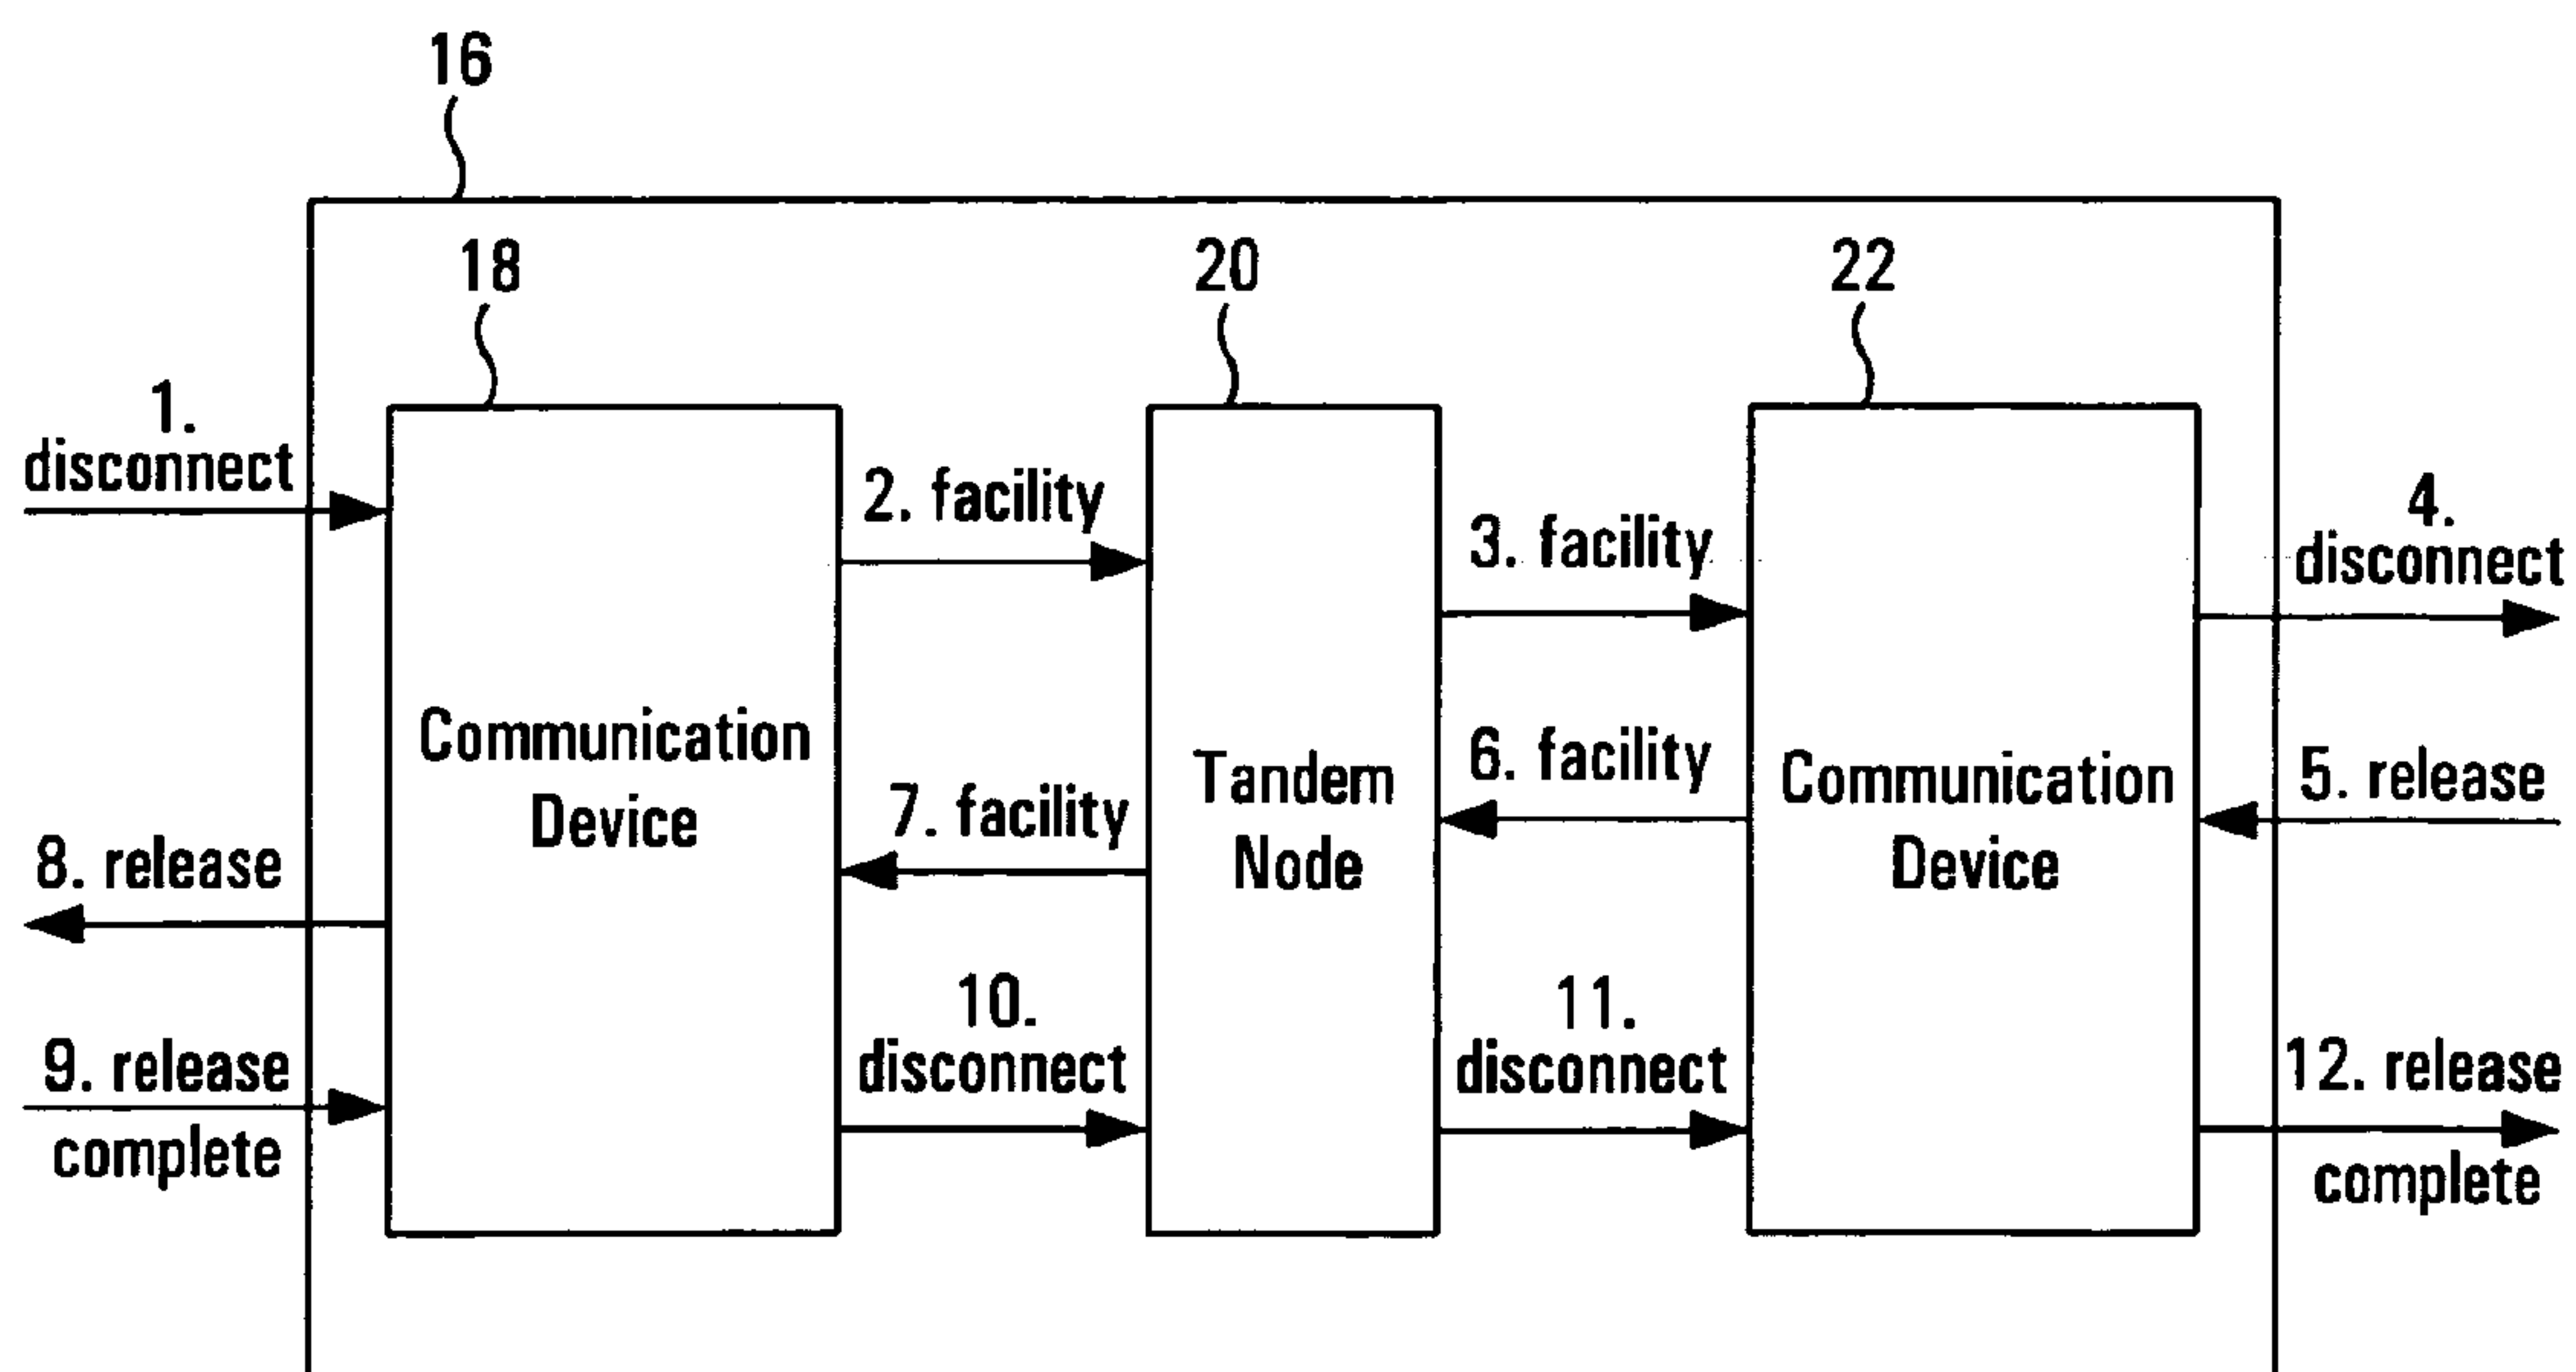 16
18
20
22
1.
disconnect
2. facility
3. facility
4.
disconnect
Communication
Device
Tandem
Node
Communication
Device
6. facility
5. release
7. facility
8. release
10.
disconnect
11.
disconnect
9. release
complete
12. release
complete